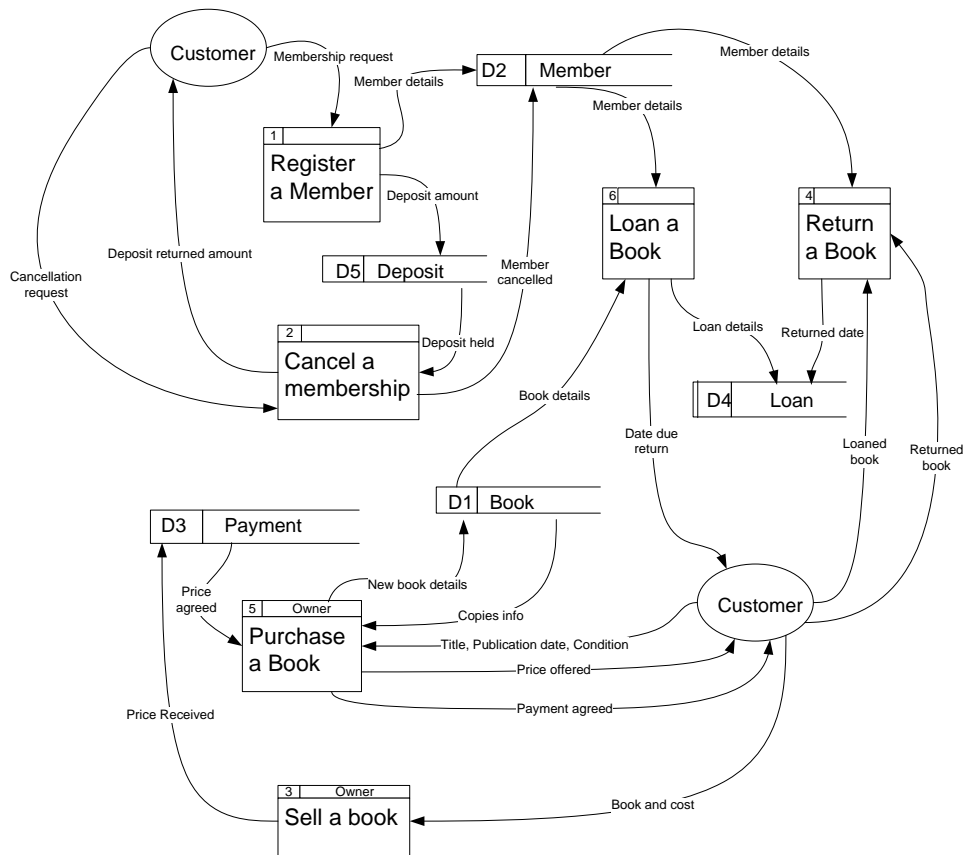 Customer
Membership request
Member details
D2 Member
Member details
Member details
1
Register
a Member
Deposit amount
6
Loan a
Book
4
Return
a Book
Deposit returned amount
D5 Deposit
Member
cancelled
Cancellation
request
2
Cancel a
membership
Deposit held
Loan details
Returned date
D4 Loan
Book details
Date due
return
Loaned
book
Returned
book
D1 Book
D3 Payment
New book details
Price
agreed
5 Owner
Purchase
a Book
Copies info
Customer
Title, Publication date, Condition
Price offered
Payment agreed
Price Received
3 Owner
Sell a book
Book and cost